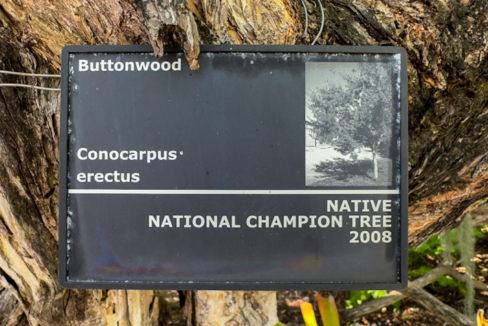 Buttonwood
Conocarpus
erectus
NATIVE
NATIONAL CHAMPION TREE
2008